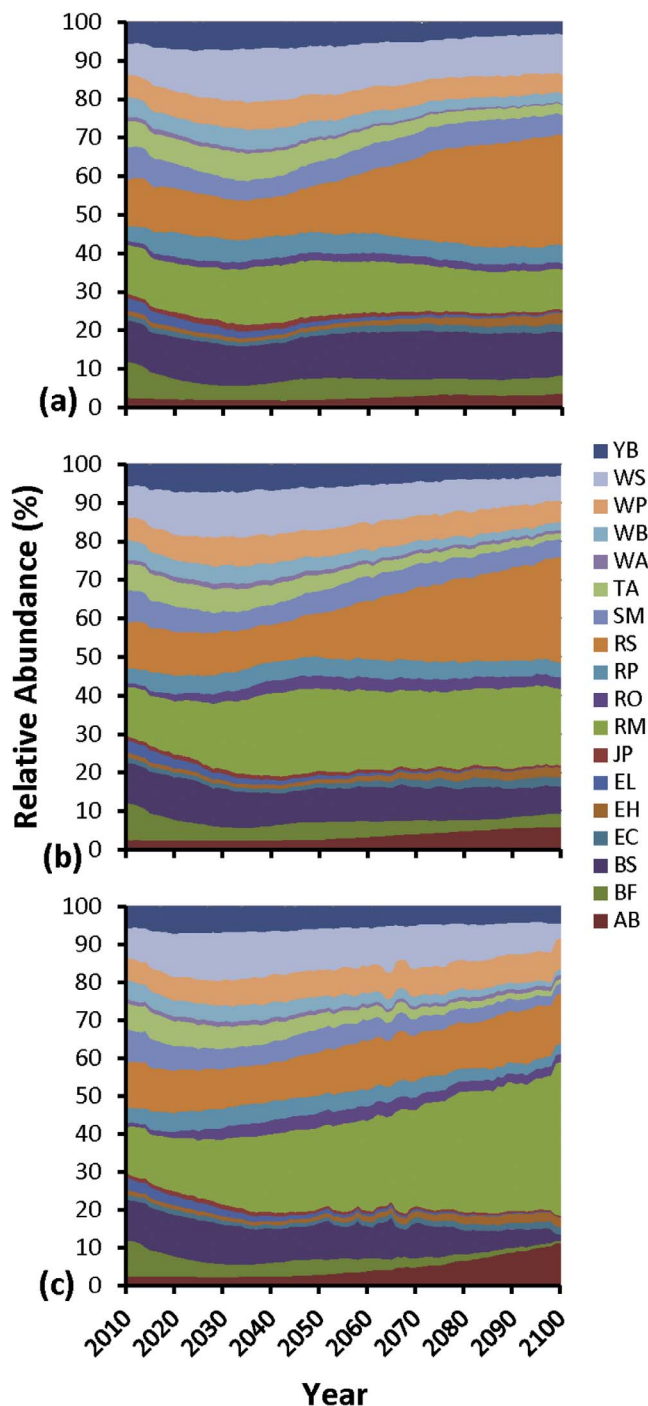 100
90
80
70
60
50
40
30
20
10
0
(a)
Relative Abundance (%)
100
90
80
70
60
50
40
30
20
10
0
(b)
YB
WS
WP
WB
WA
TA
SM
RS
RP
RO
RM
JP
EL
EH
EC
BS
BF
AB
100
90
80
70
60
50
40
30
20
10
0
(c)
2010 2020 2030 2040 2050 2060 2070 2080 2090 2100
Year